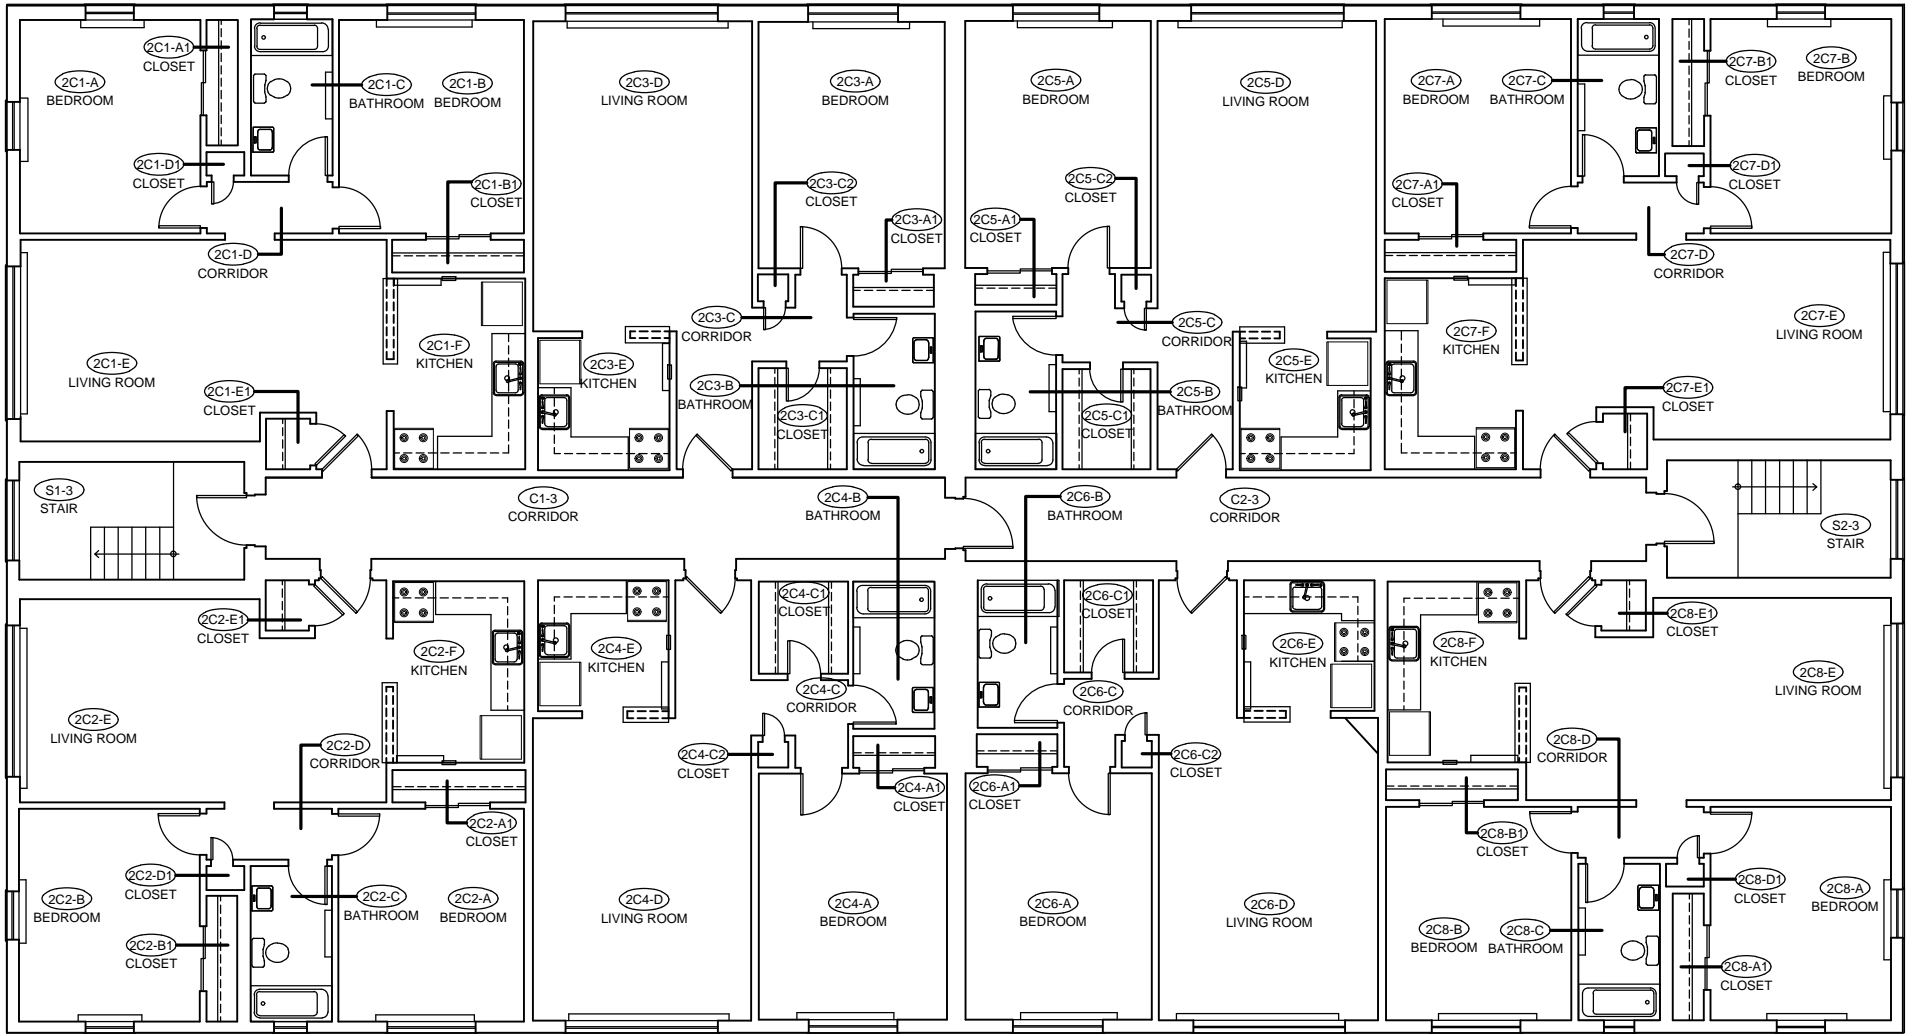 2C1-A
BEDROOM
2C1-A1
CLOSET
2C1-C
BATHROOM
2C1-B
BEDROOM
2C1-D1
CLOSET
2C1-B1
CLOSET
2C1-D
CORRIDOR
2C1-F
KITCHEN
2C1-E
LIVING ROOM
2C1-E1
CLOSET
2C3-D
LIVING ROOM
2C3-A
BEDROOM
2C3-C2
CLOSET
2C3-A1
CLOSET
2C3-C
CORRIDOR
2C3-E
KITCHEN
2C3-B
BATHROOM
2C3-C1
CLOSET
2C5-A
BEDROOM
2C5-D
LIVING ROOM
2C5-C2
CLOSET
2C5-A1
CLOSET
2C5-C
CORRIDOR
2C5-E
KITCHEN
2C5-B
BATHROOM
2C5-C1
CLOSET
2C7-A
BEDROOM
2C7-C
BATHROOM
2C7-B1
CLOSET
2C7-B
BEDROOM
2C7-D1
CLOSET
2C7-A1
CLOSET
2C7-D
CORRIDOR
2C7-F
KITCHEN
2C7-E
LIVING ROOM
2C7-E1
CLOSET
S1-3
STAIR
C1-3
CORRIDOR
2C4-B
BATHROOM
2C6-B
BATHROOM
C2-3
CORRIDOR
S2-3
STAIR
2C2-E1
CLOSET
2C2-F
KITCHEN
2C2-E
LIVING ROOM
2C2-D
CORRIDOR
2C2-A1
CLOSET
2C2-D1
CLOSET
2C2-B
BEDROOM
2C2-C
BATHROOM
2C2-A
BEDROOM
2C2-B1
CLOSET
2C4-C1
CLOSET
2C4-E
KITCHEN
2C4-C
CORRIDOR
2C4-C2
CLOSET
2C4-A1
CLOSET
2C4-D
LIVING ROOM
2C4-A
BEDROOM
2C6-C1
CLOSET
2C6-E
KITCHEN
2C6-C
CORRIDOR
2C6-C2
CLOSET
2C6-A1
CLOSET
2C6-A
BEDROOM
2C6-D
LIVING ROOM
2C8-E1
CLOSET
2C8-F
KITCHEN
2C8-E
LIVING ROOM
2C8-D
CORRIDOR
2C8-B1
CLOSET
2C8-D1
CLOSET
2C8-A
BEDROOM
2C8-B
BEDROOM
2C8-C
BATHROOM
2C8-A1
CLOSET